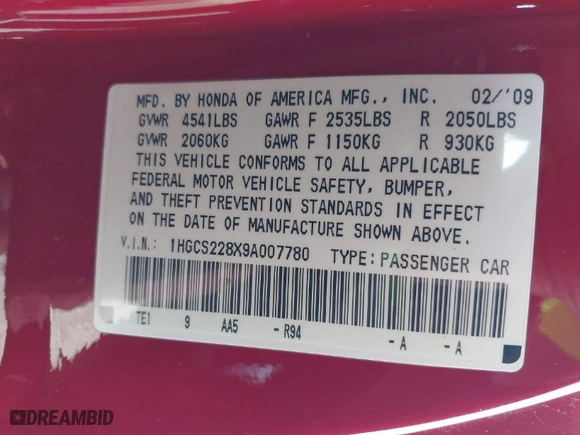 MFD. BY HONDA OF AMERICA MFG., INC. 02/'09
GVWR 4541LBS GAWR F 2535LBS R 2050LBS
GVWR 2060KG GAWR F 1150KG R 930KG
THIS VEHICLE CONFORMS TO ALL APPLICABLE
FEDERAL MOTOR VEHICLE SAFETY, BUMPER,
AND THEFT PREVENTION STANDARDS IN EFFECT
ON THE DATE OF MANUFACTURE SHOWN ABOVE.
V.I.N.: 1HGCS228X9A007780 TYPE: PASSENGER CAR
TE1 9 AA5 - R94 - A - A
DREAMBID